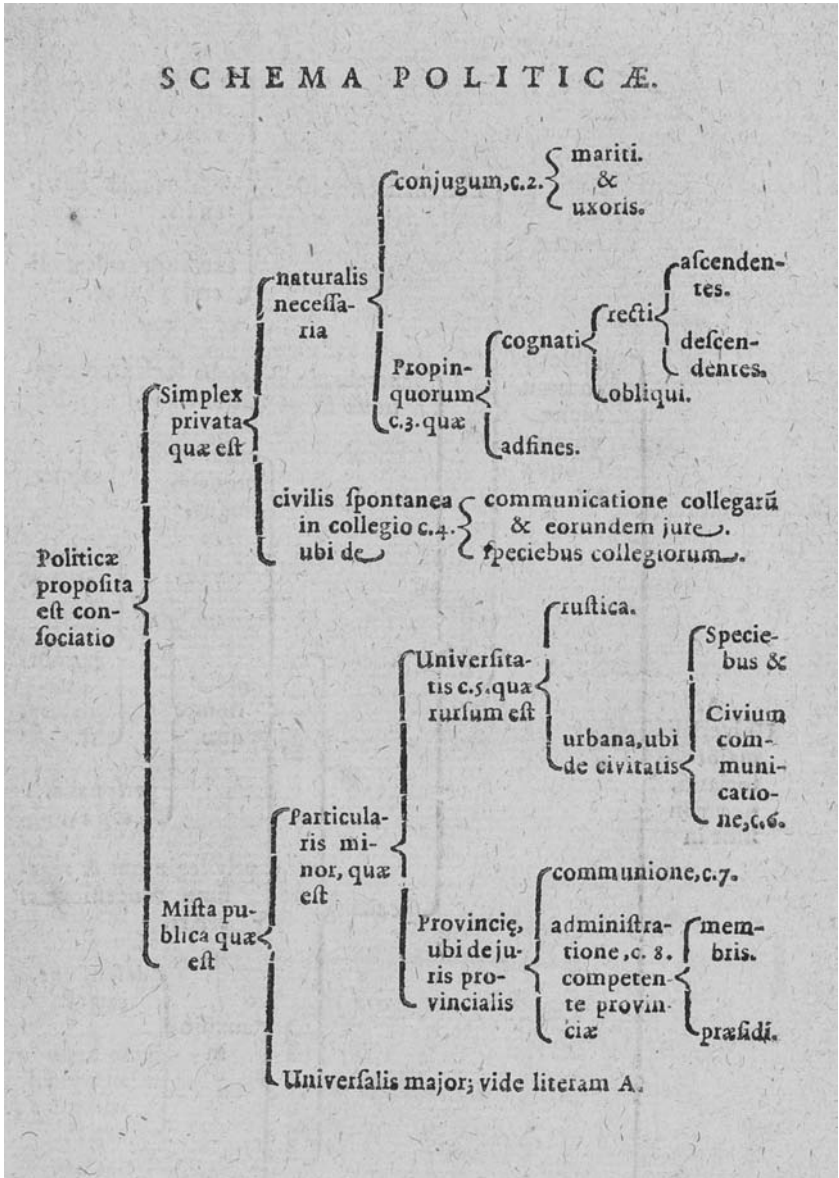 SCHEMA POLITICÆ.
conjugum, c.2.
mariti.
&
uxoris.
naturalis
neceſſa-
ria
Propin-
quorum
c.3. quæ
cognati
recti
aſcenden-
tes.
deſcen-
dentes.
obliqui.
adfines.
Simplex
privata
quæ eſt
civilis ſpontanea
in collegio c.4.
ubi de
communicatione collegarū
& eorundem jure.
ſpeciebus collegiorum.
Politicæ
propoſita
eſt con-
ſociatio
Univerſita-
tis c.5. quæ
rurſum eſt
ruſtica.
urbana, ubi
de civitatis
Specie-
bus &
Civium
com-
muni-
catio-
ne, c.6.
Particula-
ris mi-
nor, quæ
eſt
Miſta pu-
blica quæ
eſt
Provincię,
ubi de ju-
ris pro-
vincialis
communione, c.7.
adminiſtra-
tione, c. 8.
competen-
te provin-
ciæ
mem-
bris.
præſidi.
Univerſalis major; vide literam A.